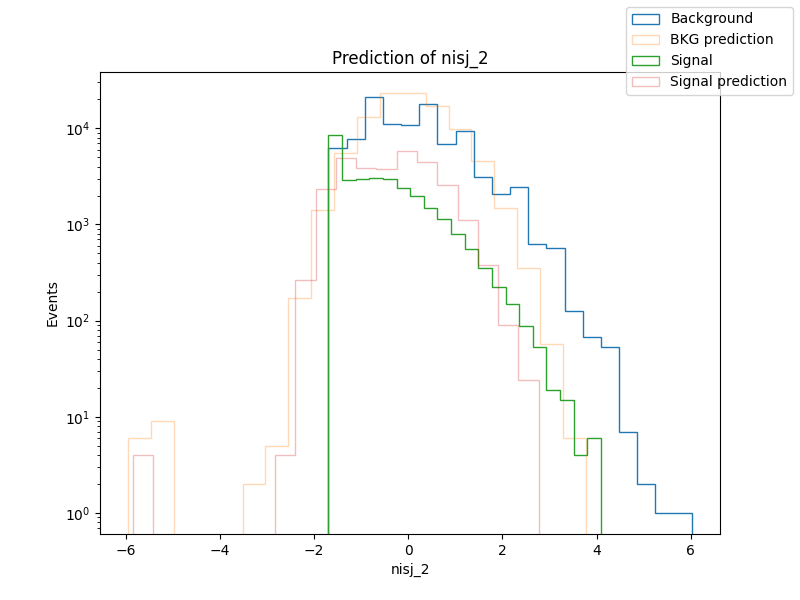 Prediction of nisj_2
Background
BKG prediction
Signal
Signal prediction
Events
10^4
10^3
10^2
10^1
10^0
−6 −4 −2 0 2 4 6
nisj_2